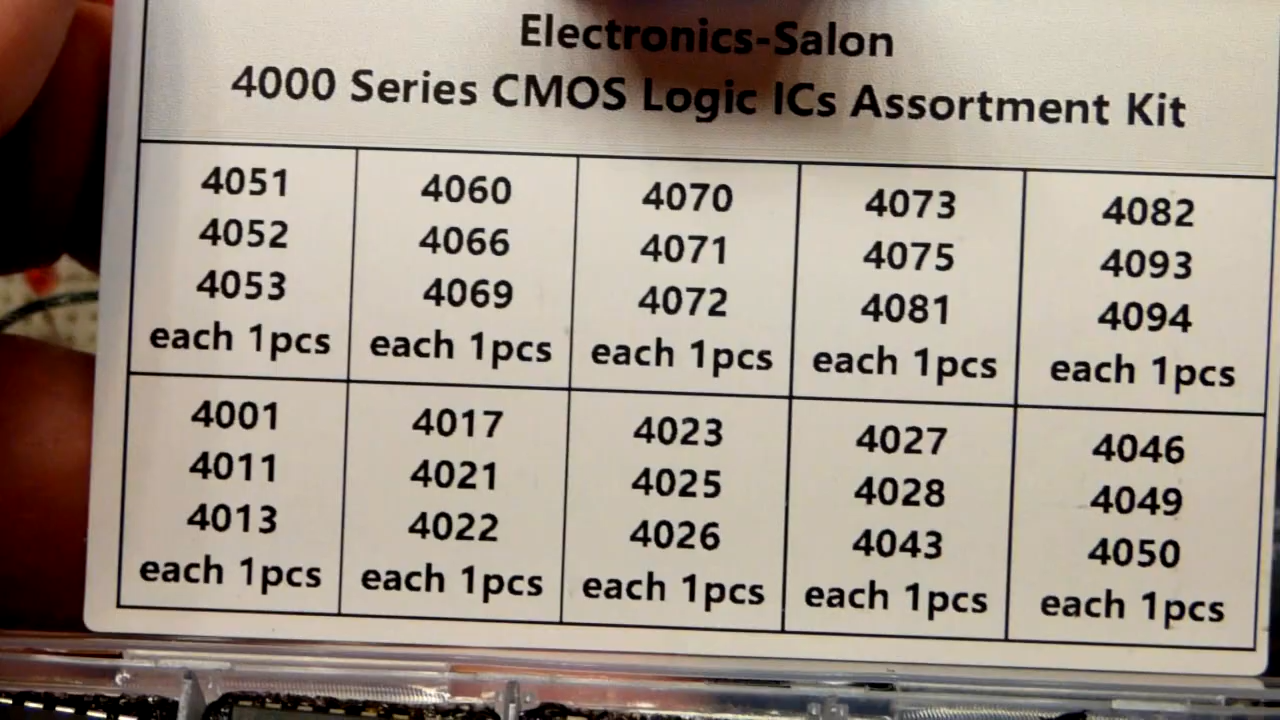 Electronics-Salon
4000 Series CMOS Logic ICs Assortment Kit
4051
4052
4053
each 1pcs
4060
4066
4069
each 1pcs
4070
4071
4072
each 1pcs
4073
4075
4081
each 1pcs
4082
4093
4094
each 1pcs
4001
4011
4013
each 1pcs
4017
4021
4022
each 1pcs
4023
4025
4026
each 1pcs
4027
4028
4043
each 1pcs
4046
4049
4050
each 1pcs